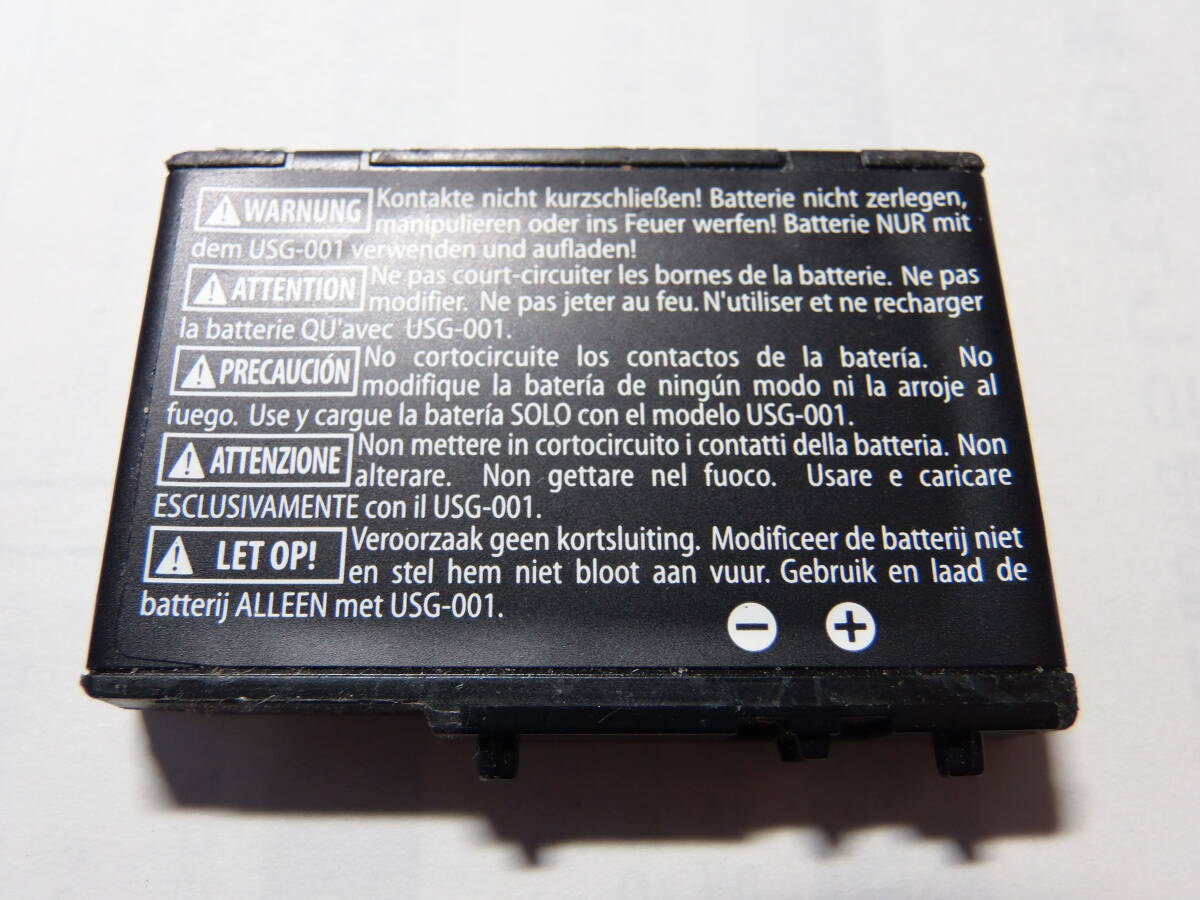 WARNUNG Kontakte nicht kurzschließen! Batterie nicht zerlegen,
manipulieren oder ins Feuer werfen! Batterie NUR mit
dem USG-001 verwenden und aufladen!
ATTENTION Ne pas court-circuiter les bornes de la batterie. Ne pas
modifier. Ne pas jeter au feu. N'utiliser et ne recharger
la batterie QU'avec USG-001.
PRECAUCIÓN No cortocircuite los contactos de la batería. No
modifique la batería de ningún modo ni la arroje al
fuego. Use y cargue la batería SOLO con el modelo USG-001.
ATTENZIONE Non mettere in cortocircuito i contatti della batteria. Non
alterare. Non gettare nel fuoco. Usare e caricare
ESCLUSIVAMENTE con il USG-001.
LET OP! Veroorzaak geen kortsluiting. Modificeer de batterij niet
en stel hem niet bloot aan vuur. Gebruik en laad de
batterij ALLEEN met USG-001.
− +